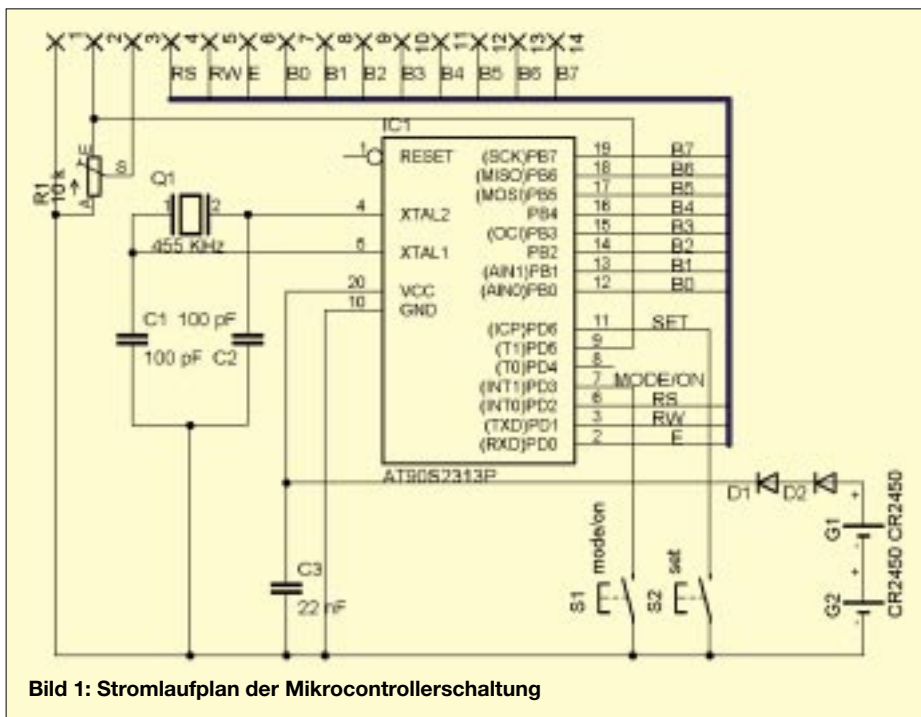 1 2 3 4 5 6 7 8 9 10 11 12 13 14
RS RW E B0 B1 B2 B3 B4 B5 B6 B7
IC1
1 RESET
(SCK)PB7 19 B7
(MISO)PB6 18 B6
(MOSI)PB5 17 B5
4 XTAL2
PB4 16 B4
(OCI)PB3 15 B3
5 XTAL1
PB2 14 B2
(AIN1)PB1 13 B1
20 VCC
(AIN0)PB0 12 B0
10 GND
(ICP)PD6 11 SET
(T1)PD5 9
(T0)PD4 8
(INT1)PD3 7 MODE/ON
(INT0)PD2 6 RS
(TXD)PD1 3 RW
(RXD)PD0 2 E
AT90S2313P
R1
10 k
E
S
A
Q1
1 2
455 KHz
C1 100 pF
100 pF C2
C3
22 nF
D1 D2
S1 mode/on
S2 set
+ G1 CR2450
-
+ G2 CR2450
-
Bild 1: Stromlaufplan der Mikrocontrollerschaltung